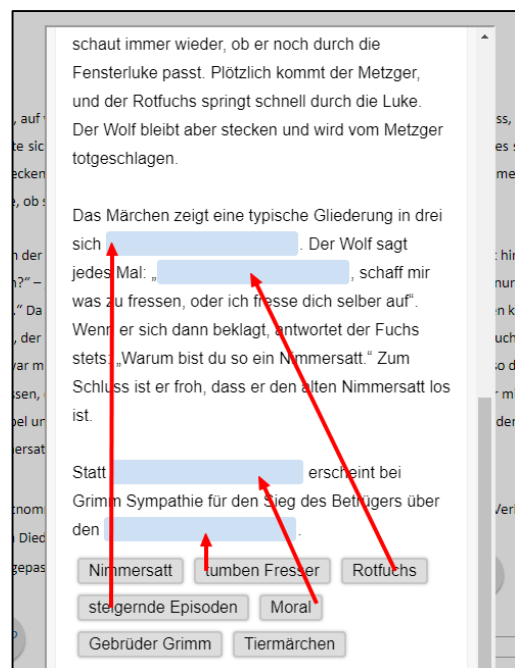 schaut immer wieder, ob er noch durch die
Fensterluke passt. Plötzlich kommt der Metzger,
und der Rotfuchs springt schnell durch die Luke.
Der Wolf bleibt aber stecken und wird vom Metzger
totgeschlagen.
Das Märchen zeigt eine typische Gliederung in drei
sich . Der Wolf sagt
jedes Mal: „ , schaff mir
was zu fressen, oder ich fresse dich selber auf“.
Wenn er sich dann beklagt, antwortet der Fuchs
stets: „Warum bist du so ein Nimmersatt.“ Zum
Schluss ist er froh, dass er den alten Nimmersatt los
ist.
Statt erscheint bei
Grimm Sympathie für den Sieg des Betrügers über
den .
Nimmersatt tumben Fresser Rotfuchs
steigernde Episoden Moral
Gebrüder Grimm Tiermärchen